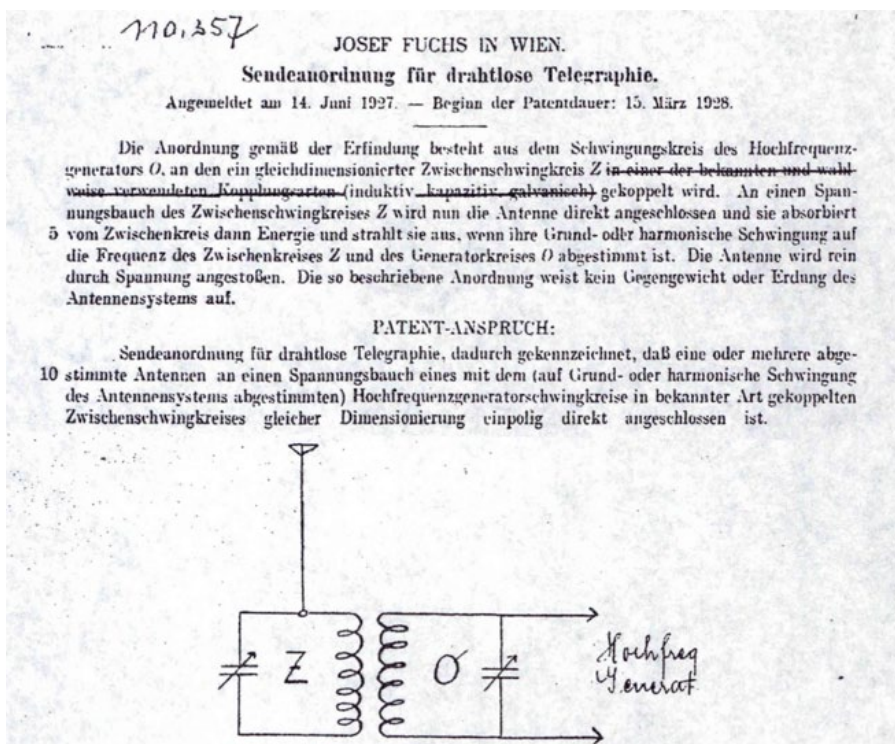 110.357
JOSEF FUCHS IN WIEN.
Sendeanordnung für drahtlose Telegraphie.
Angemeldet am 14. Juni 1927. — Beginn der Patentdauer: 15. März 1928.
Die Anordnung gemäß der Erfindung besteht aus dem Schwingungskreis des Hochfrequenz-
generators O, an den ein gleichdimensionierter Zwischenschwingkreis Z in einer der bekannten und wahl
weise verwendeten Kopplungsarten (induktiv kapazitiv galvanisch) gekoppelt wird. An einen Span-
nungsbauch des Zwischenschwingkreises Z wird nun die Antenne direkt angeschlossen und sie absorbiert
5 vom Zwischenkreis dann Energie und strahlt sie aus, wenn ihre Grund- oder harmonische Schwingung auf
die Frequenz des Zwischenkreises Z und des Generatorkreises O abgestimmt ist. Die Antenne wird rein
durch Spannung angestoßen. Die so beschriebene Anordnung weist kein Gegengewicht oder Erdung des
Antennensystems auf.
PATENT-ANSPRUCH:
Sendeanordnung für drahtlose Telegraphie, dadurch gekennzeichnet, daß eine oder mehrere abge-
10 stimmte Antennen an einen Spannungsbauch eines mit dem (auf Grund- oder harmonische Schwingung
des Antennensystems abgestimmten) Hochfrequenzgeneratorschwingkreise in bekannter Art gekoppelten
Zwischenschwingkreises gleicher Dimensionierung einpolig direkt angeschlossen ist.
Z O Hochfreq
Generat